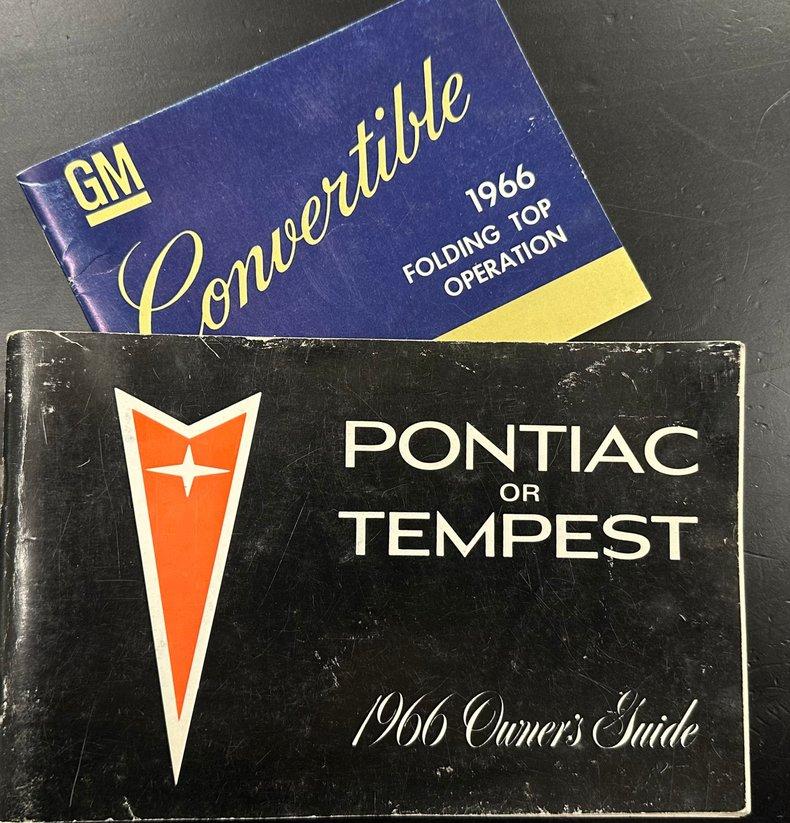 GM
Convertible
1966
FOLDING TOP
OPERATION
PONTIAC
OR
TEMPEST
1966 Owner's Guide